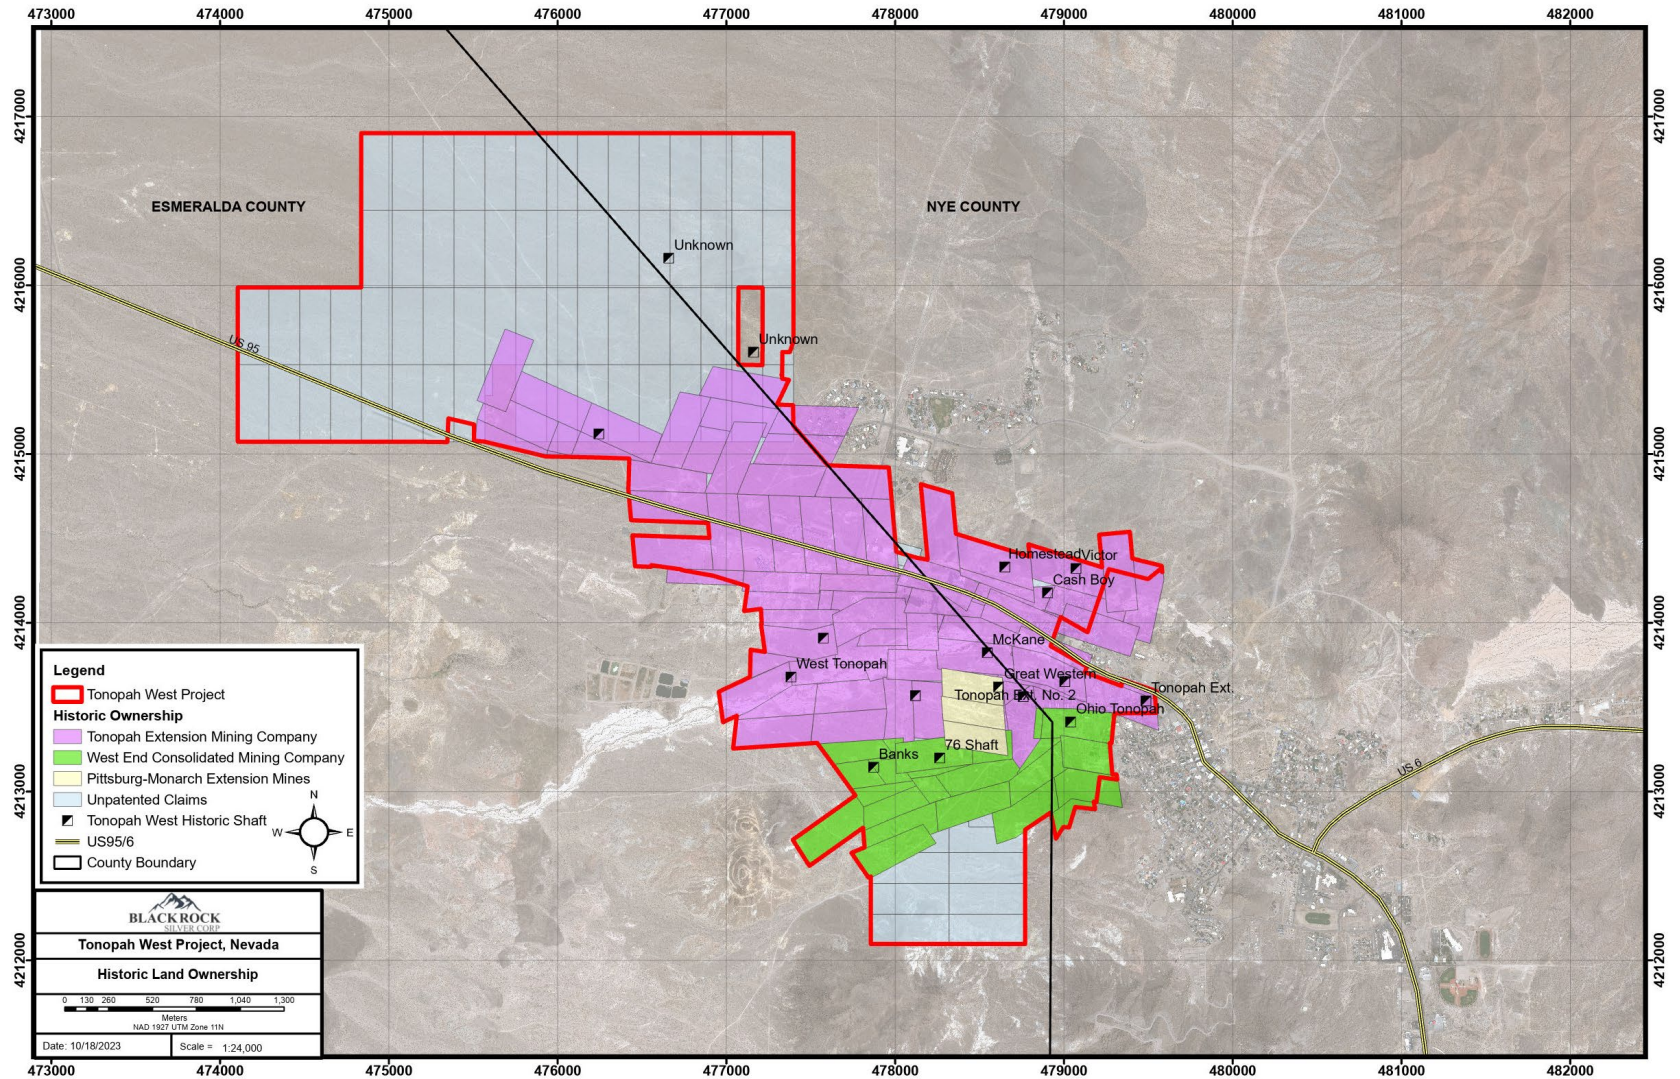 473000 474000 475000 476000 477000 478000 479000 480000 481000 482000
4217000 4217000
ESMERALDA COUNTY NYE COUNTY
Unknown
4216000 4216000
US 95
Unknown
4215000 4215000
Homestead Victor
Cash Boy
4214000 4214000
McKane
West Tonopah
Great Western
Tonopah Ext. No. 2
Tonopah Ext.
Ohio Tonopah
76 Shaft
Banks
US 6
4213000 4213000
4212000 4212000
Legend
Tonopah West Project
Historic Ownership
Tonopah Extension Mining Company
West End Consolidated Mining Company
Pittsburg-Monarch Extension Mines
Unpatented Claims
Tonopah West Historic Shaft
US95/6
County Boundary
N
W E
S
BLACKROCK
SILVER CORP
Tonopah West Project, Nevada
Historic Land Ownership
0 130 260 520 780 1,040 1,300
Meters
NAD 1927 UTM Zone 11N
Date: 10/18/2023 Scale = 1:24,000
473000 474000 475000 476000 477000 478000 479000 480000 481000 482000